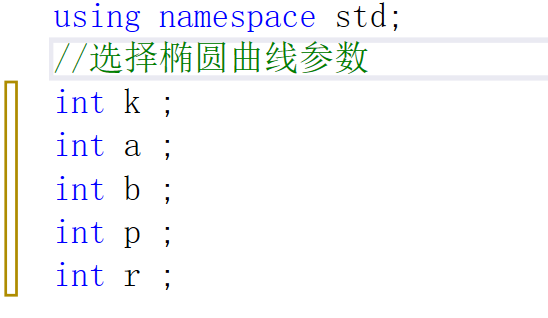 using namespace std;
//选择椭圆曲线参数
int k ;
int a ;
int b ;
int p ;
int r ;